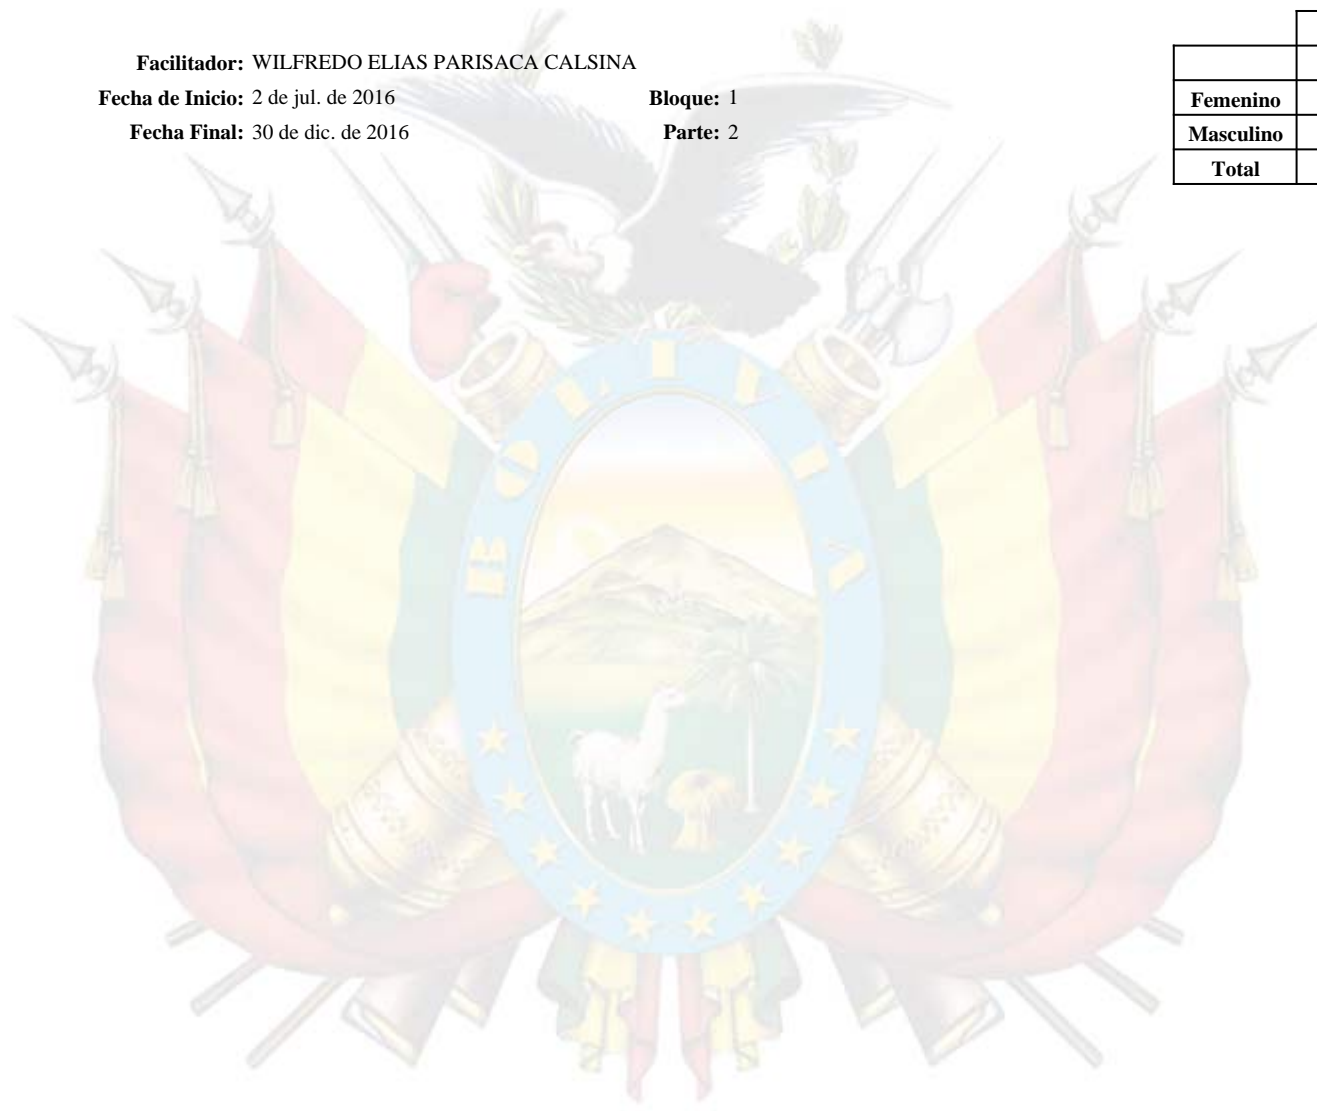 Facilitador: WILFREDO ELIAS PARISACA CALSINA
Fecha de Inicio: 2 de jul. de 2016 Bloque: 1
Fecha Final: 30 de dic. de 2016 Parte: 2
Femenino
Masculino
Total
BOLIVIA